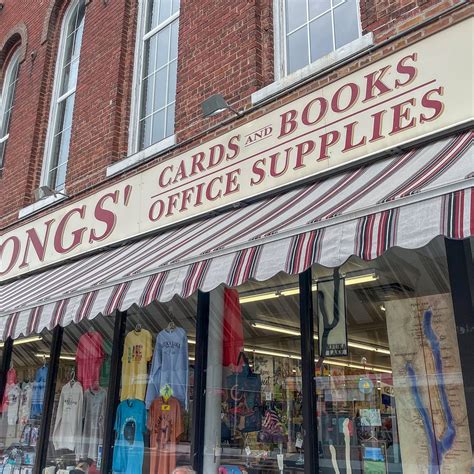 ONGS'
CARDS AND BOOKS
OFFICE SUPPLIES